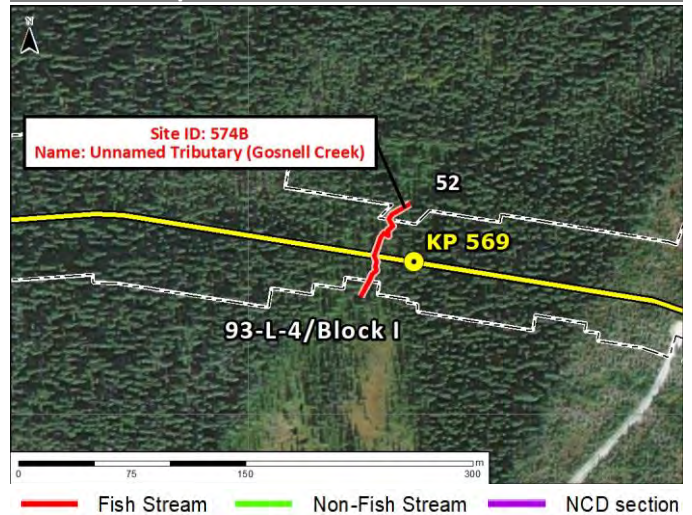 Site ID: 574B
Name: Unnamed Tributary (Gosnell Creek)
52
KP 569
93-L-4/Block I
m
0 75 150 300
Fish Stream Non-Fish Stream NCD section